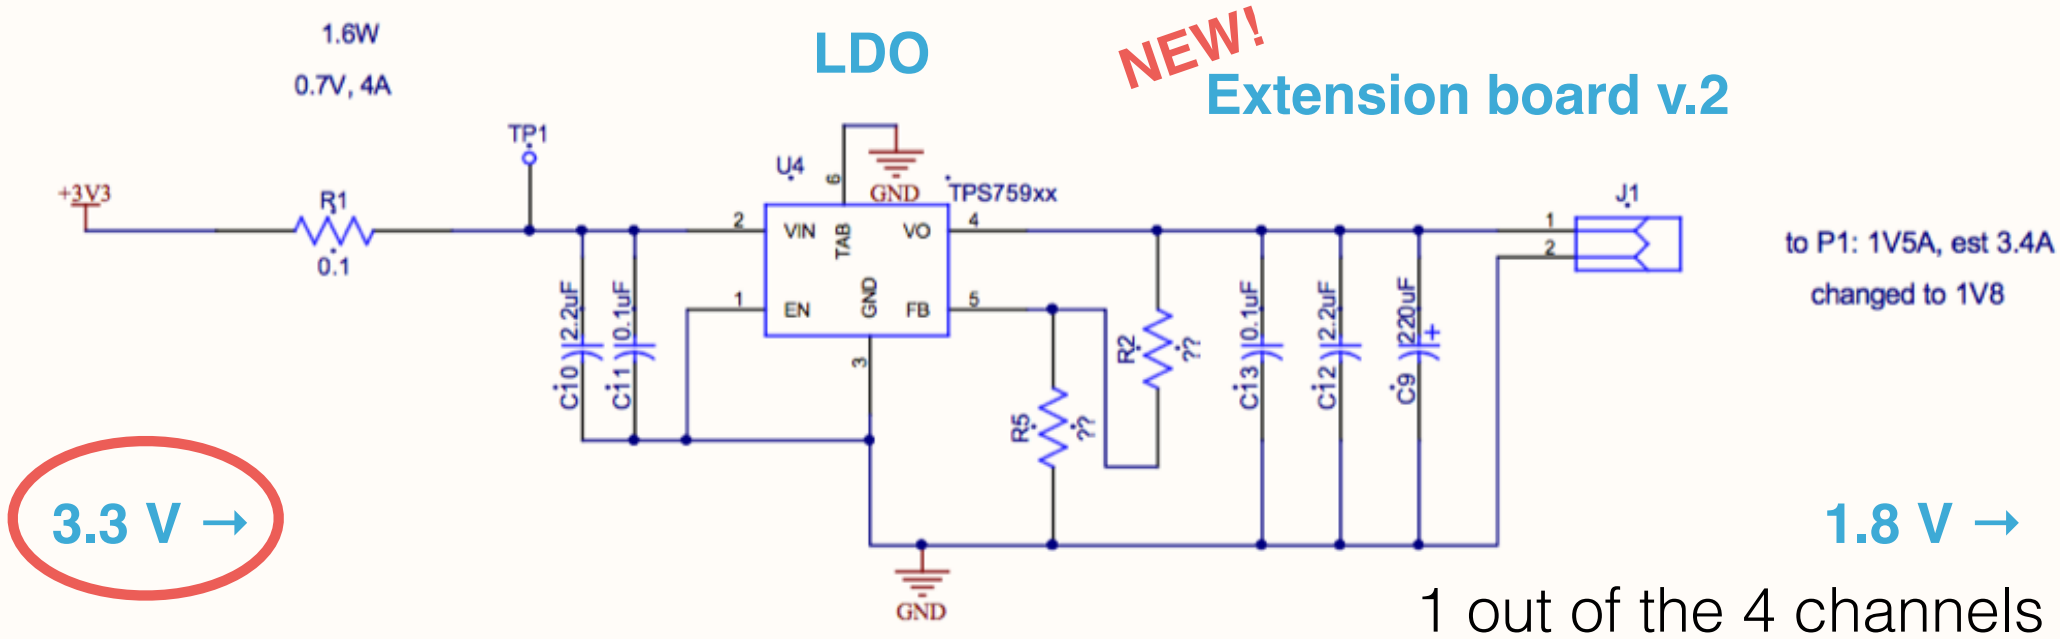 1.6W
0.7V, 4A
LDO
NEW!
Extension board v.2
TP1
U4
6
GND
TPS759xx
+3V3
R1
0.1
2
VIN
TAB
VO
4
J1
1
2
to P1: 1V5A, est 3.4A
changed to 1V8
1
EN
GND
FB
5
3
C10 2.2uF
C11 0.1uF
R5 ??
R2 ??
C13 0.1uF
C12 2.2uF
C9 220uF
+
3.3 V →
1.8 V →
GND
1 out of the 4 channels